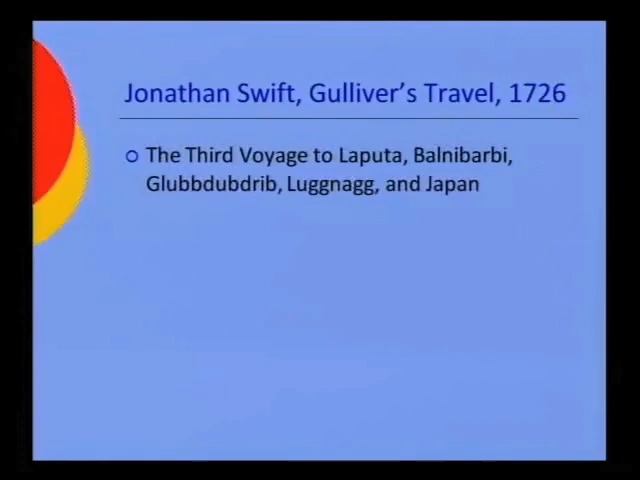 Jonathan Swift, Gulliver's Travel, 1726
The Third Voyage to Laputa, Balnibarbi,
Glubbdubdrib, Luggnagg, and Japan